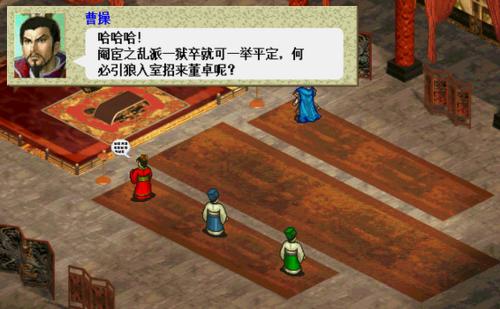 曹操
哈哈哈！
阉臣之乱派一狱卒就可一举平定，何
必引狼入室招来董卓呢？